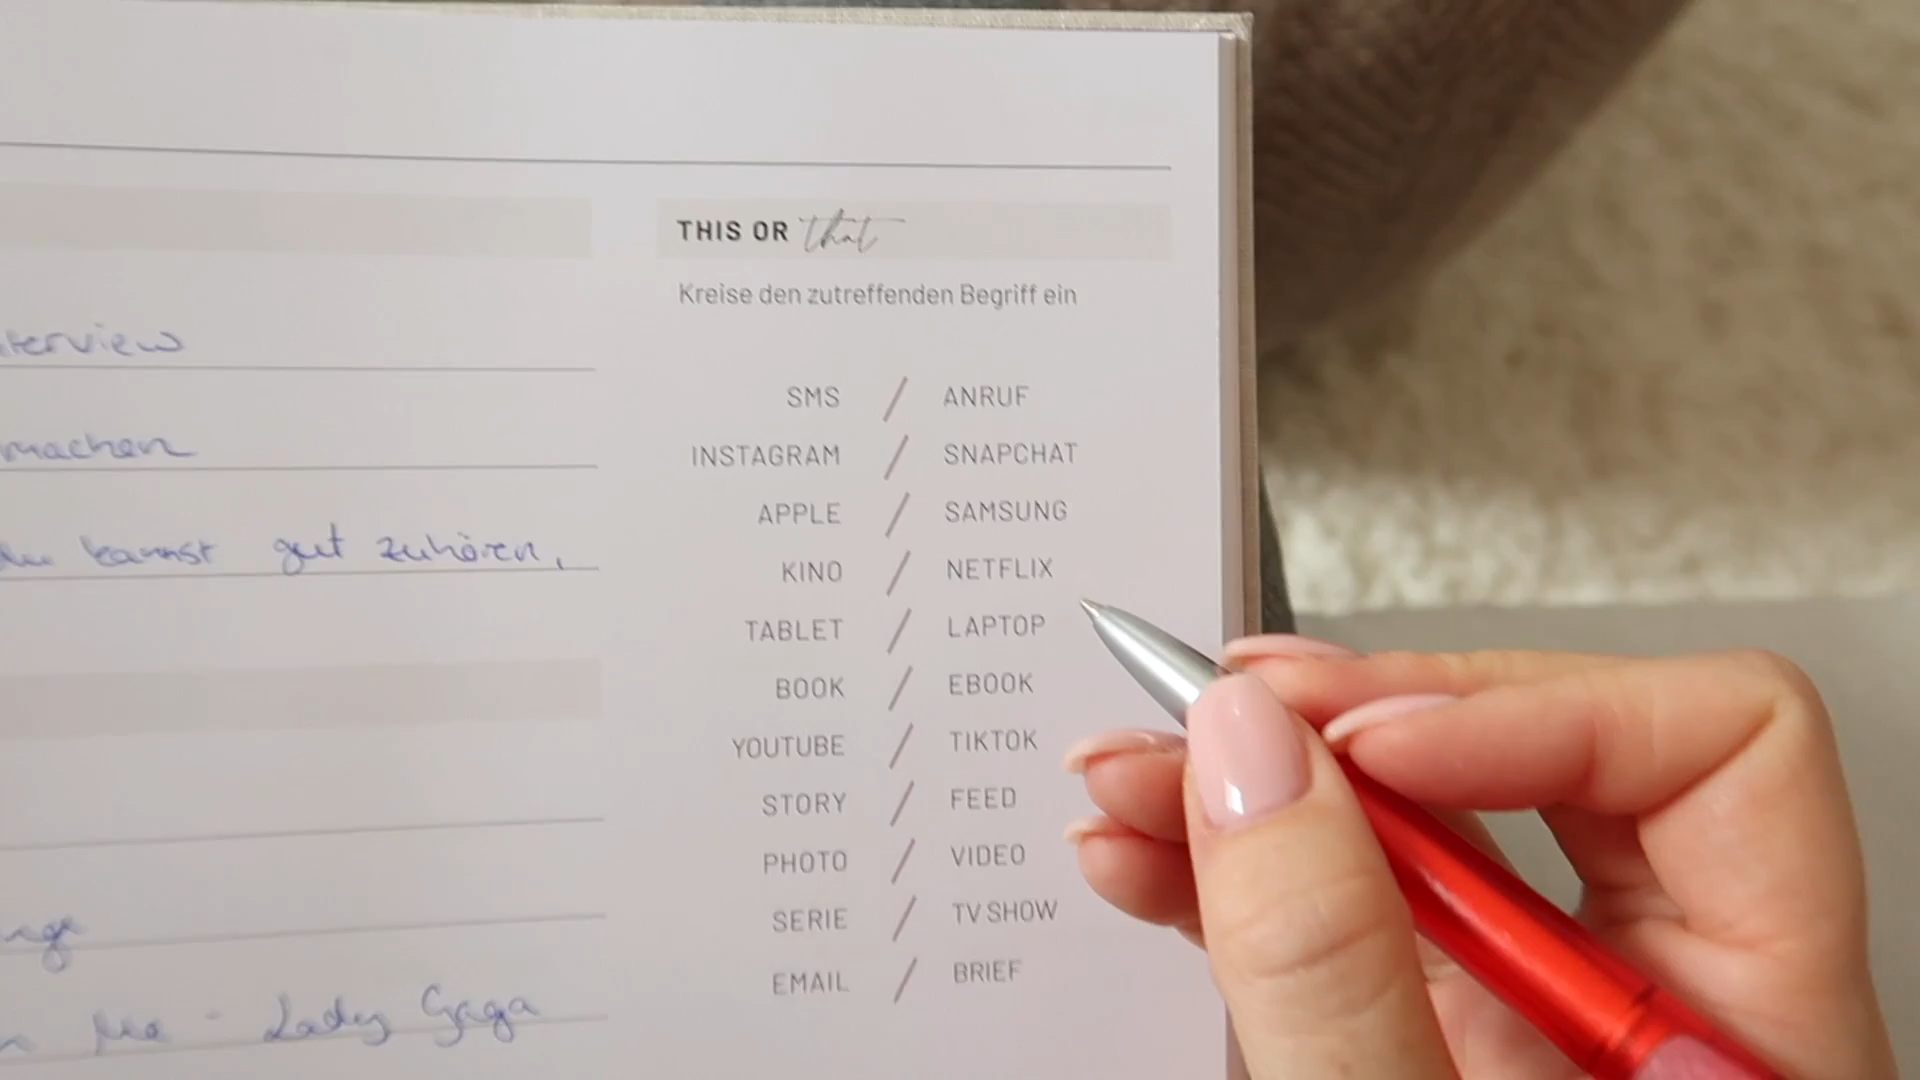 THIS OR that
Kreise den zutreffenden Begriff ein
SMS / ANRUF
INSTAGRAM / SNAPCHAT
APPLE / SAMSUNG
KINO / NETFLIX
TABLET / LAPTOP
BOOK / EBOOK
YOUTUBE / TIKTOK
STORY / FEED
PHOTO / VIDEO
SERIE / TV SHOW
EMAIL / BRIEF
terview
machen
du kannst gut zuhören,
nge
Me - Lady Gaga